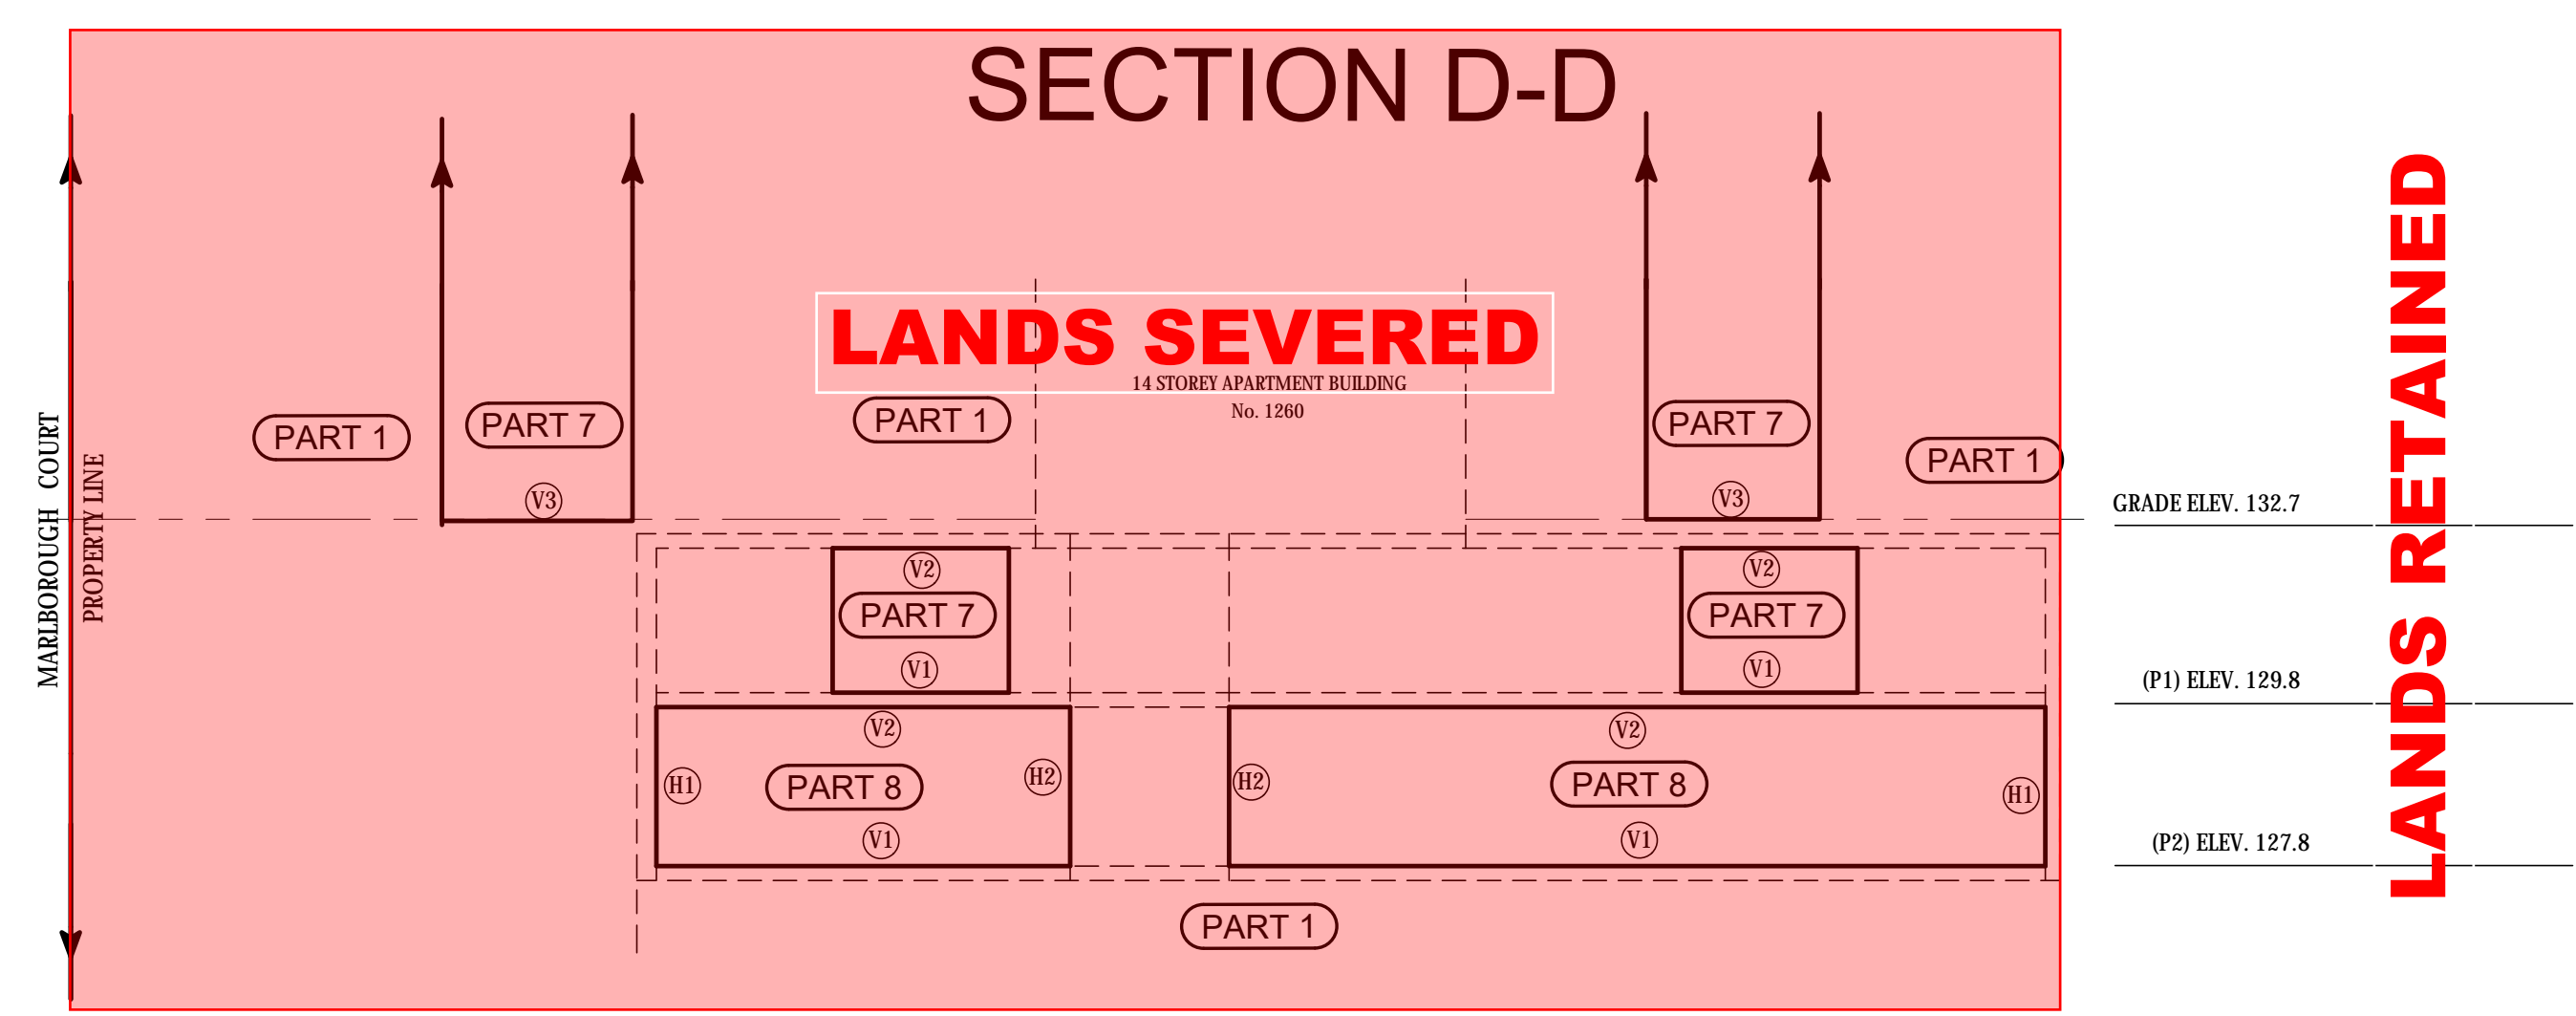 SECTION D-D
LANDS SEVERED
14 STOREY APARTMENT BUILDING
No. 1260
PART 1
PART 7
PART 1
PART 7
PART 1
V3
V3
MARLBOROUGH COURT
PROPERTY LINE
GRADE ELEV. 132.7
V2
PART 7
V1
V2
PART 7
V1
(P1) ELEV. 129.8
V2
H1
PART 8
H2
V1
V2
H2
PART 8
H1
V1
(P2) ELEV. 127.8
PART 1
LANDS RETAINED